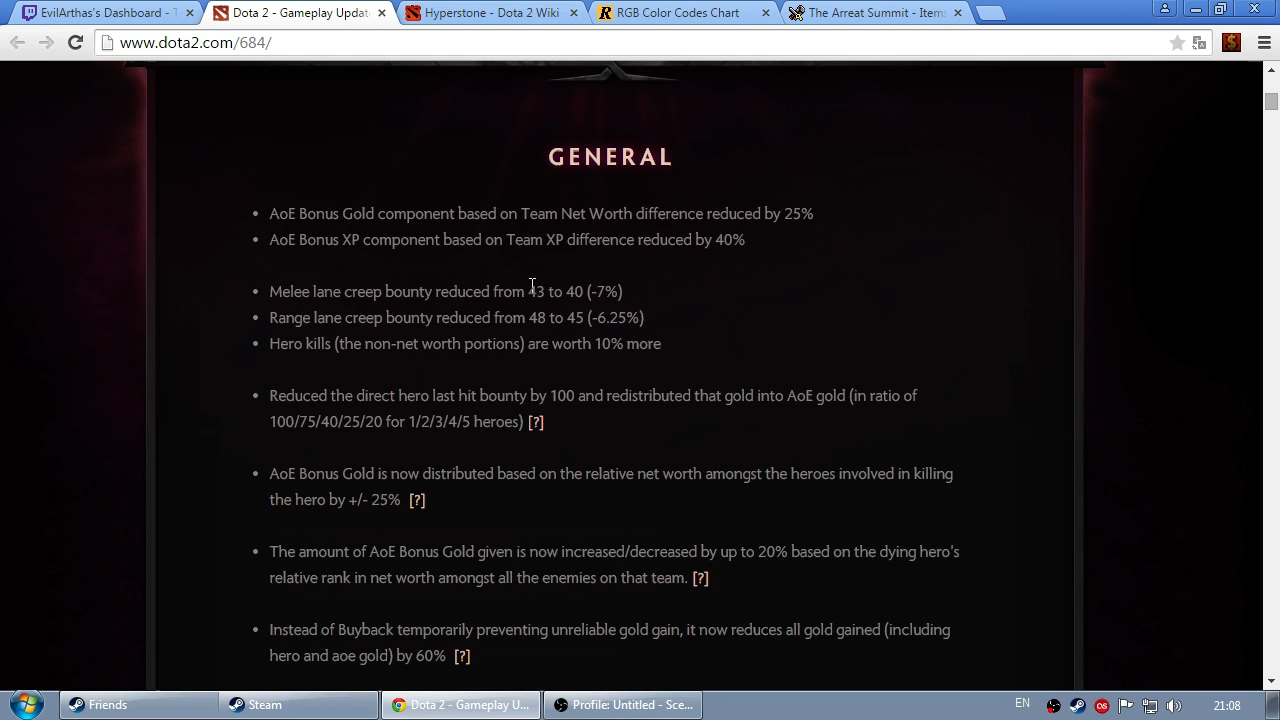 EvilArthas's Dashboard - T
Dota 2 - Gameplay Updat
Hyperstone - Dota 2 Wiki
RGB Color Codes Chart
The Arreat Summit - Item
www.dota2.com/684/
GENERAL
• AoE Bonus Gold component based on Team Net Worth difference reduced by 25%
• AoE Bonus XP component based on Team XP difference reduced by 40%
• Melee lane creep bounty reduced from 43 to 40 (-7%)
• Range lane creep bounty reduced from 48 to 45 (-6.25%)
• Hero kills (the non-net worth portions) are worth 10% more
• Reduced the direct hero last hit bounty by 100 and redistributed that gold into AoE gold (in ratio of
100/75/40/25/20 for 1/2/3/4/5 heroes) [?]
• AoE Bonus Gold is now distributed based on the relative net worth amongst the heroes involved in killing
the hero by +/- 25% [?]
• The amount of AoE Bonus Gold given is now increased/decreased by up to 20% based on the dying hero's
relative rank in net worth amongst all the enemies on that team. [?]
• Instead of Buyback temporarily preventing unreliable gold gain, it now reduces all gold gained (including
hero and aoe gold) by 60% [?]
Friends
Steam
Dota 2 - Gameplay U...
Profile: Untitled - Sce...
EN
21:08